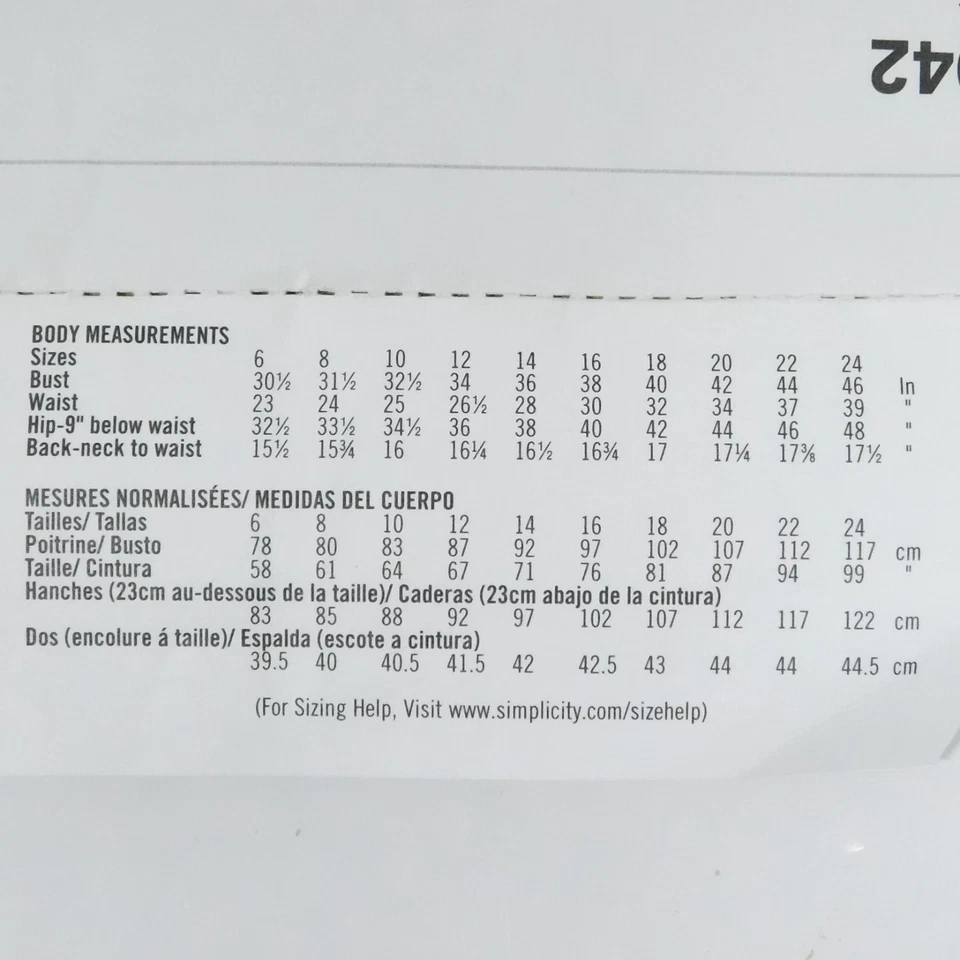 942
BODY MEASUREMENTS
Sizes 6 8 10 12 14 16 18 20 22 24
Bust 30½ 31½ 32½ 34 36 38 40 42 44 46 In
Waist 23 24 25 26½ 28 30 32 34 37 39 "
Hip-9" below waist 32½ 33½ 34½ 36 38 40 42 44 46 48 "
Back-neck to waist 15½ 15¾ 16 16¼ 16½ 16¾ 17 17¼ 17⅜ 17½ "
MESURES NORMALISÉES/ MEDIDAS DEL CUERPO
Tailles/ Tallas 6 8 10 12 14 16 18 20 22 24
Poitrine/ Busto 78 80 83 87 92 97 102 107 112 117 cm
Taille/ Cintura 58 61 64 67 71 76 81 87 94 99 "
Hanches (23cm au-dessous de la taille)/ Caderas (23cm abajo de la cintura)
83 85 88 92 97 102 107 112 117 122 cm
Dos (encolure á taille)/ Espalda (escote a cintura)
39.5 40 40.5 41.5 42 42.5 43 44 44 44.5 cm
(For Sizing Help, Visit www.simplicity.com/sizehelp)